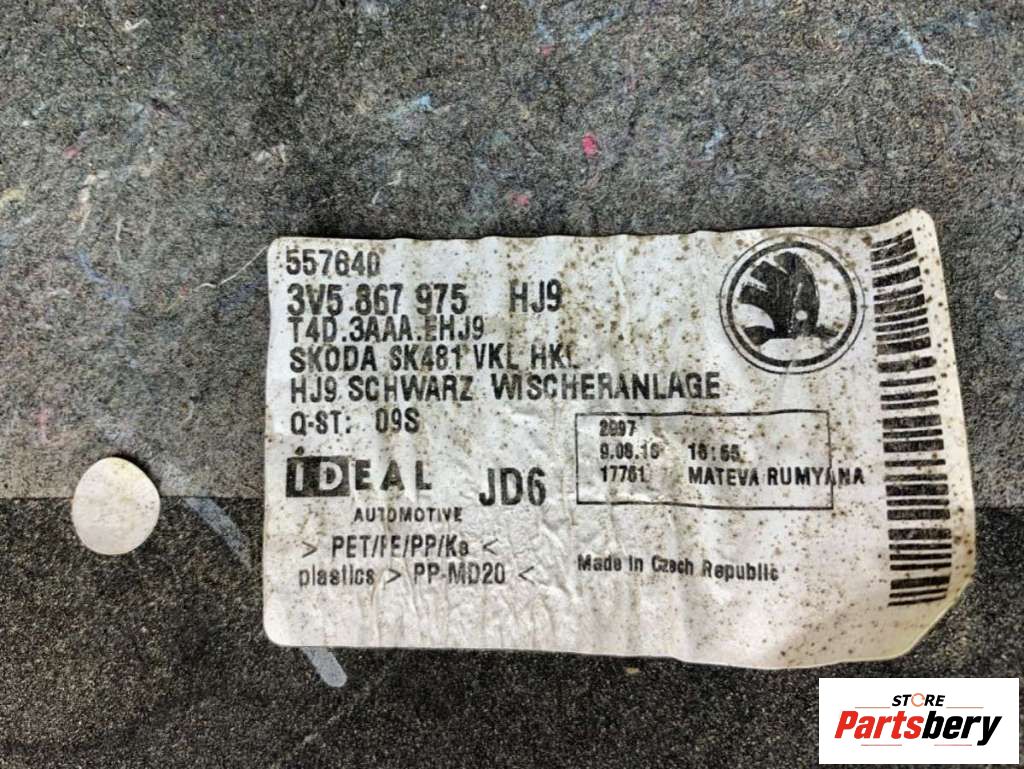 557640
3V5.867 975 HJ9
T4D.3AAA.EHJ9
SKODA SK481 VKL HKL
HJ9 SCHWARZ WISCHERANLAGE
Q-ST: 09S
2997
9.06.16 16:55
17761 MATEVA RUMYANA
IDEAL JD6
AUTOMOTIVE
> PET/FE/PP/Ka <
plastics > PP-MD20 <
Made in Czech Republic
STORE
Partsbery